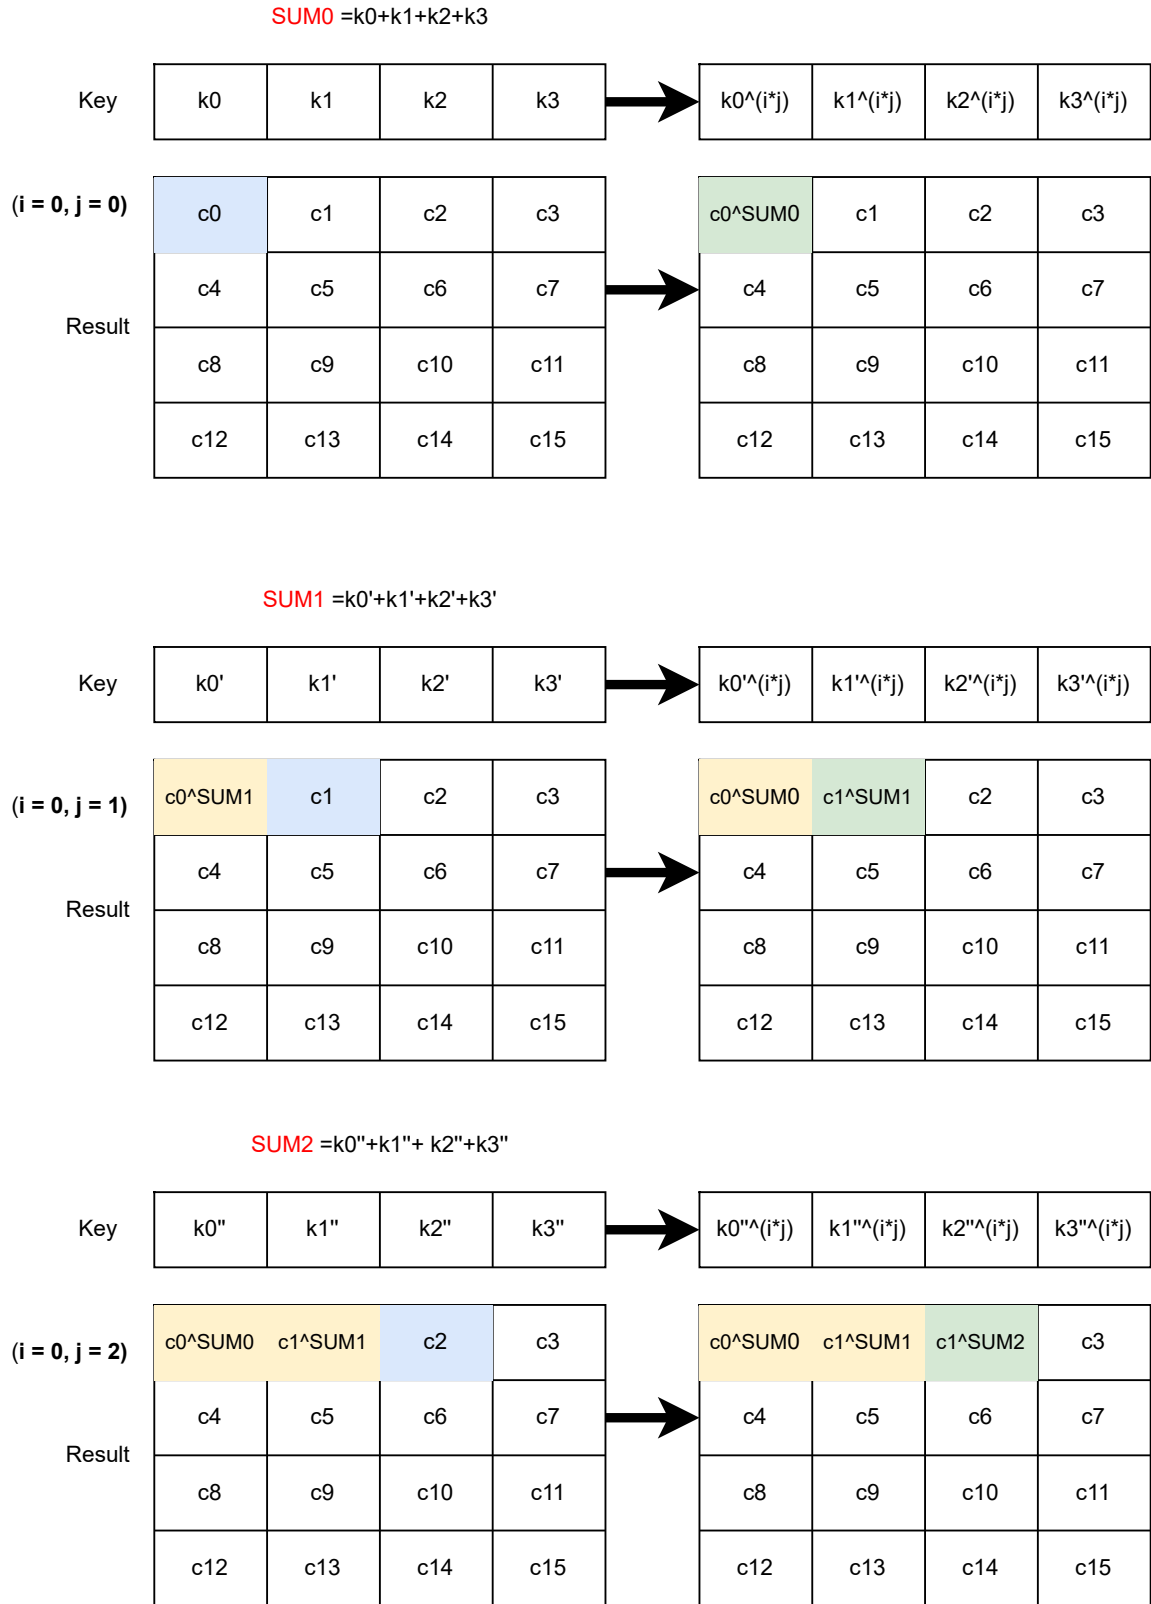 SUM0 =k0+k1+k2+k3
Key k0 k1 k2 k3 k0^(i*j) k1^(i*j) k2^(i*j) k3^(i*j)
(i = 0, j = 0) c0 c1 c2 c3 c0^SUM0 c1 c2 c3
c4 c5 c6 c7 c4 c5 c6 c7
Result
c8 c9 c10 c11 c8 c9 c10 c11
c12 c13 c14 c15 c12 c13 c14 c15
SUM1 =k0'+k1'+k2'+k3'
Key k0' k1' k2' k3' k0'^(i*j) k1'^(i*j) k2'^(i*j) k3'^(i*j)
(i = 0, j = 1) c0^SUM1 c1 c2 c3 c0^SUM0 c1^SUM1 c2 c3
c4 c5 c6 c7 c4 c5 c6 c7
Result
c8 c9 c10 c11 c8 c9 c10 c11
c12 c13 c14 c15 c12 c13 c14 c15
SUM2 =k0''+k1''+ k2''+k3''
Key k0'' k1'' k2'' k3'' k0''^(i*j) k1''^(i*j) k2''^(i*j) k3''^(i*j)
(i = 0, j = 2) c0^SUM0 c1^SUM1 c2 c3 c0^SUM0 c1^SUM1 c1^SUM2 c3
c4 c5 c6 c7 c4 c5 c6 c7
Result
c8 c9 c10 c11 c8 c9 c10 c11
c12 c13 c14 c15 c12 c13 c14 c15